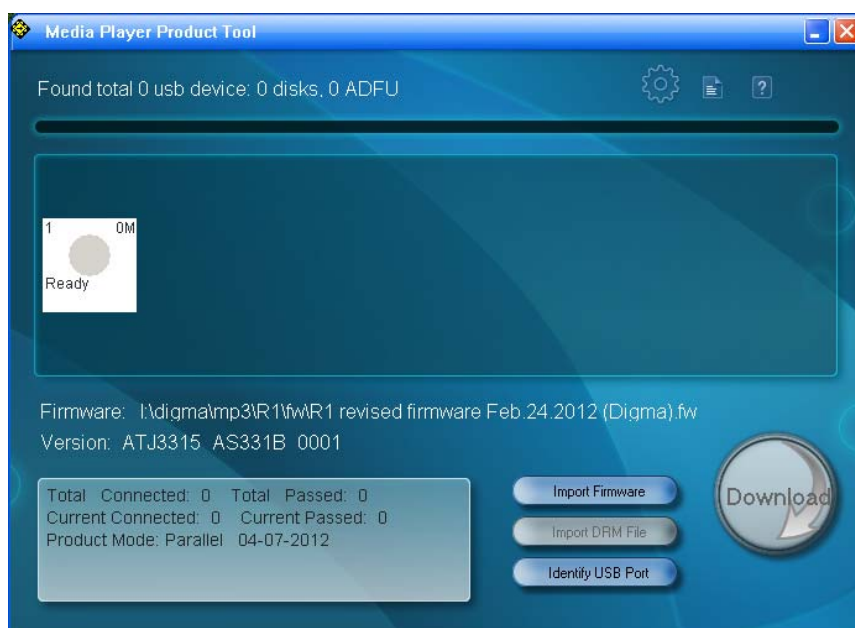 Media Player Product Tool
Found total 0 usb device: 0 disks, 0 ADFU
?
1 0M
Ready
Firmware: I:\digma\mp3\R1\fw\R1 revised firmware Feb.24.2012 (Digma).fw
Version: ATJ3315 AS331B 0001
Total Connected: 0 Total Passed: 0
Current Connected: 0 Current Passed: 0
Product Mode: Parallel 04-07-2012
Import Firmware
Import DRM File
Identify USB Port
Download